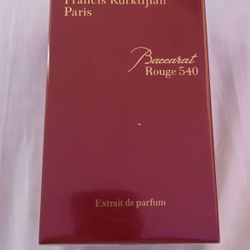 Francis Kurkdjian
Paris
Baccarat
Rouge 540
Extrait de parfum